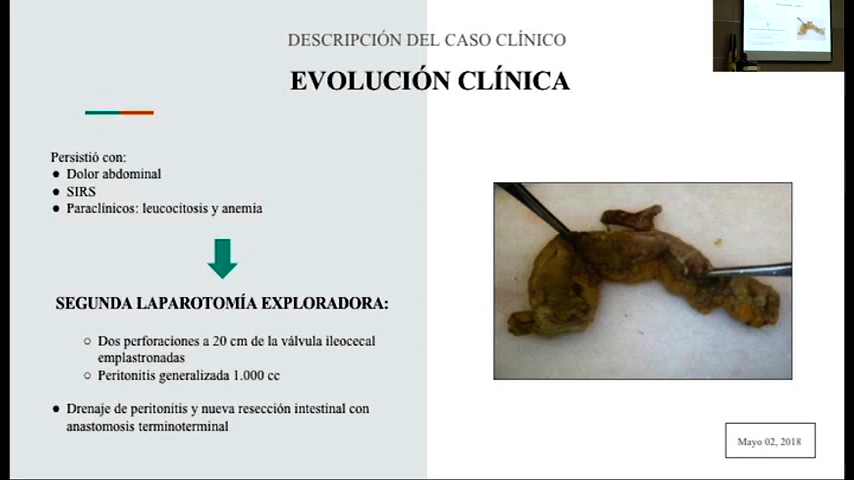 DESCRIPCIÓN DEL CASO CLÍNICO
EVOLUCIÓN CLÍNICA
Persistió con:
● Dolor abdominal
● SIRS
● Paraclínicos: leucocitosis y anemia
SEGUNDA LAPAROTOMÍA EXPLORADORA:
○ Dos perforaciones a 20 cm de la válvula ileocecal
emplastronadas
○ Peritonitis generalizada 1.000 cc
● Drenaje de peritonitis y nueva resección intestinal con
anastomosis terminoterminal
Mayo 02, 2018